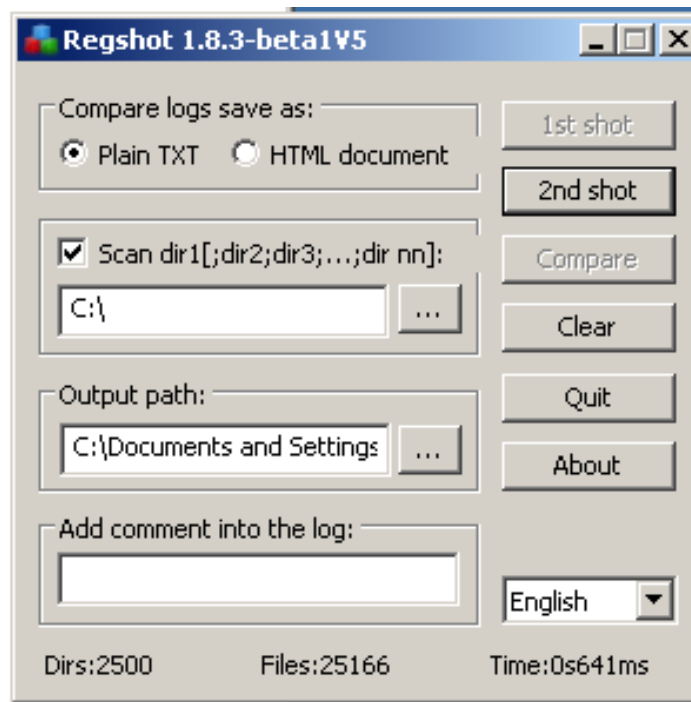 Regshot 1.8.3-beta1V5
Compare logs save as:
Plain TXT HTML document
1st shot
2nd shot
Scan dir1[;dir2;dir3;...;dir nn]:
C:\ ...
Compare
Clear
Output path:
C:\Documents and Settings ...
Quit
About
Add comment into the log:
English
Dirs:2500 Files:25166 Time:0s641ms